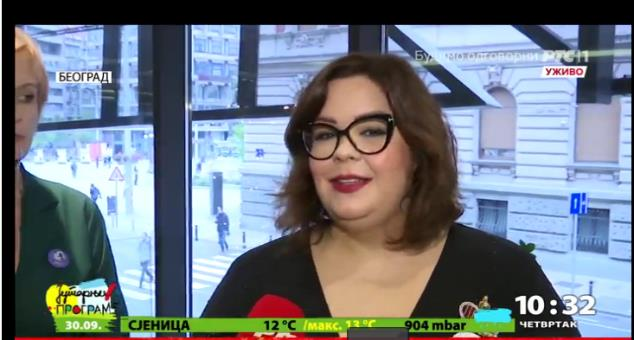 Будимо одговорни РТС 1
БЕОГРАД
УЖИВО
Јутарњи
ПРОГРАМ
10:32
30.09. СЈЕНИЦА 12 °C /макс. 13 °C 904 mbar
ЧЕТВРТАК